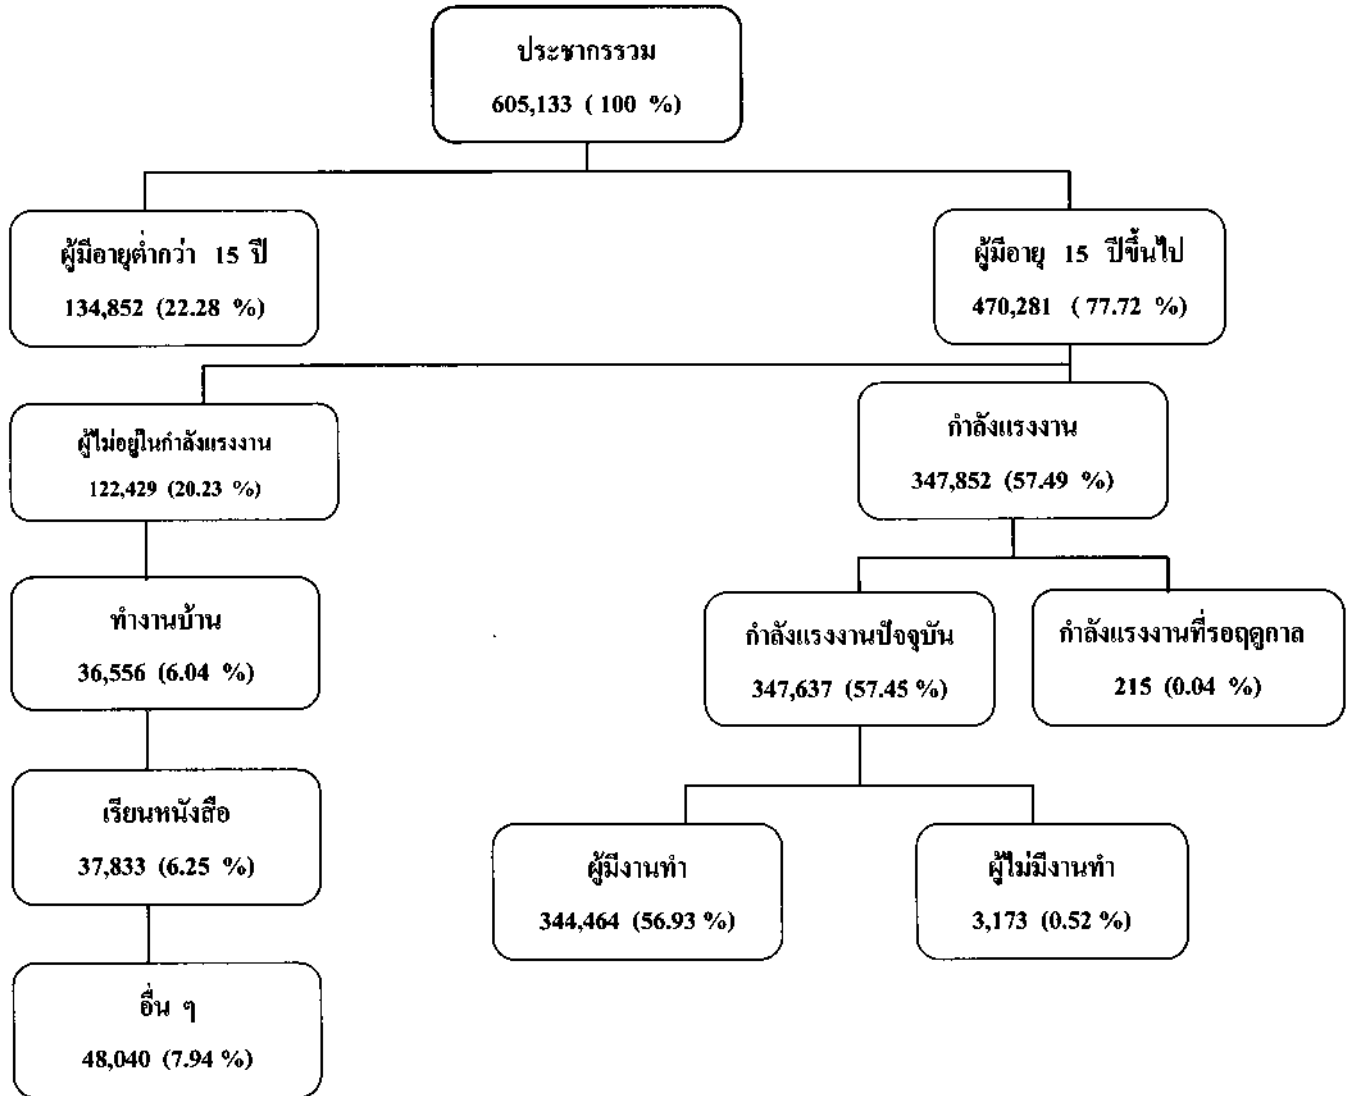 ประชากรรวม
605,133 ( 100 %)
ผู้มีอายุต่ำกว่า 15 ปี
134,852 (22.28 %)
ผู้มีอายุ 15 ปีขึ้นไป
470,281 ( 77.72 %)
ผู้ไม่อยู่ในกำลังแรงงาน
122,429 (20.23 %)
กำลังแรงงาน
347,852 (57.49 %)
ทำงานบ้าน
36,556 (6.04 %)
กำลังแรงงานปัจจุบัน
347,637 (57.45 %)
กำลังแรงงานที่รอฤดูกาล
215 (0.04 %)
เรียนหนังสือ
37,833 (6.25 %)
ผู้มีงานทำ
344,464 (56.93 %)
ผู้ไม่มีงานทำ
3,173 (0.52 %)
อื่น ๆ
48,040 (7.94 %)